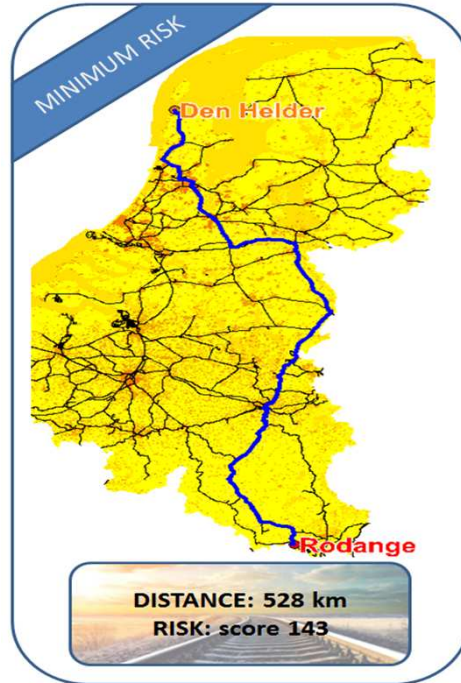 MINIMUM RISK
Den Helder
Rodange
DISTANCE: 528 km
RISK: score 143